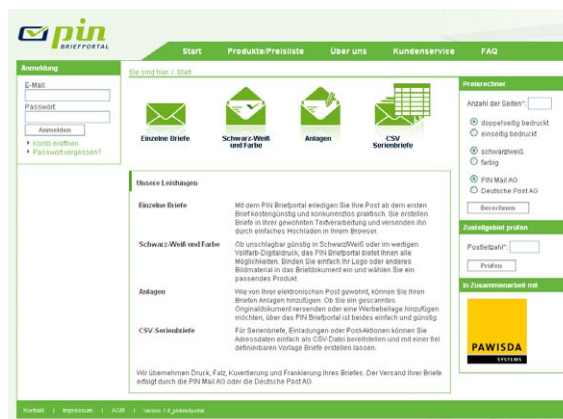 pin
BRIEFPORTAL
Start Produkte/Preisliste Über uns Kundenservice FAQ
Anmeldung
E-Mail:
Passwort:
Anmelden
Konto eröffnen
Passwort vergessen?
Sie sind hier: / Start
Einzelne Briefe
Schwarz-Weiß
und Farbe
Anlagen
CSV
Serienbriefe
Unsere Leistungen
Einzelne Briefe
Mit dem PIN Briefportal erledigen Sie Ihre Post ab dem ersten
Brief kostengünstig und konkurrenzlos praktisch. Sie erstellen
Briefe in Ihrer gewohnten Textverarbeitung und versenden ihn
durch einfaches Hochladen in Ihrem Browser.
Schwarz-Weiß und Farbe
Ob unschlagbar günstig in Schwarz/Weiß oder im wertigen
Vollfarb-Digitaldruck, das PIN Briefportal bietet Ihnen alle
Möglichkeiten. Binden Sie einfach Ihr Logo oder anderes
Bildmaterial in das Briefdokument ein und wählen Sie ein
passendes Produkt.
Anlagen
Wie von Ihrer elektronischen Post gewohnt, können Sie Ihren
Briefen Anlagen hinzufügen. Ob Sie ein gescanntes
Originaldokument versenden oder eine Werbebeilage hinzufügen
möchten, über das PIN Briefportal ist beides einfach und günstig.
CSV-Serienbriefe
Für Serienbriefe, Einladungen oder Post-Aktionen können Sie
Adressdaten einfach als CSV-Datei bereitstellen und mit einer frei
definierbaren Vorlage Briefe erstellen lassen.
Wir übernehmen Druck, Falz, Kuvertierung und Frankierung Ihres Briefes. Der Versand Ihrer Briefe
erfolgt durch die PIN Mail AG oder die Deutsche Post AG.
Preisrechner
Anzahl der Seiten*:
doppelseitig bedruckt
einseitig bedruckt
schwarz/weiß
farbig
PIN Mail AG
Deutsche Post AG
Berechnen
Zustellgebiet prüfen
Postleitzahl*:
Prüfen
In Zusammenarbeit mit
PAWISDA
SYSTEMS
Kontakt | Impressum | AGB | Version 1.0_pinbriefportal